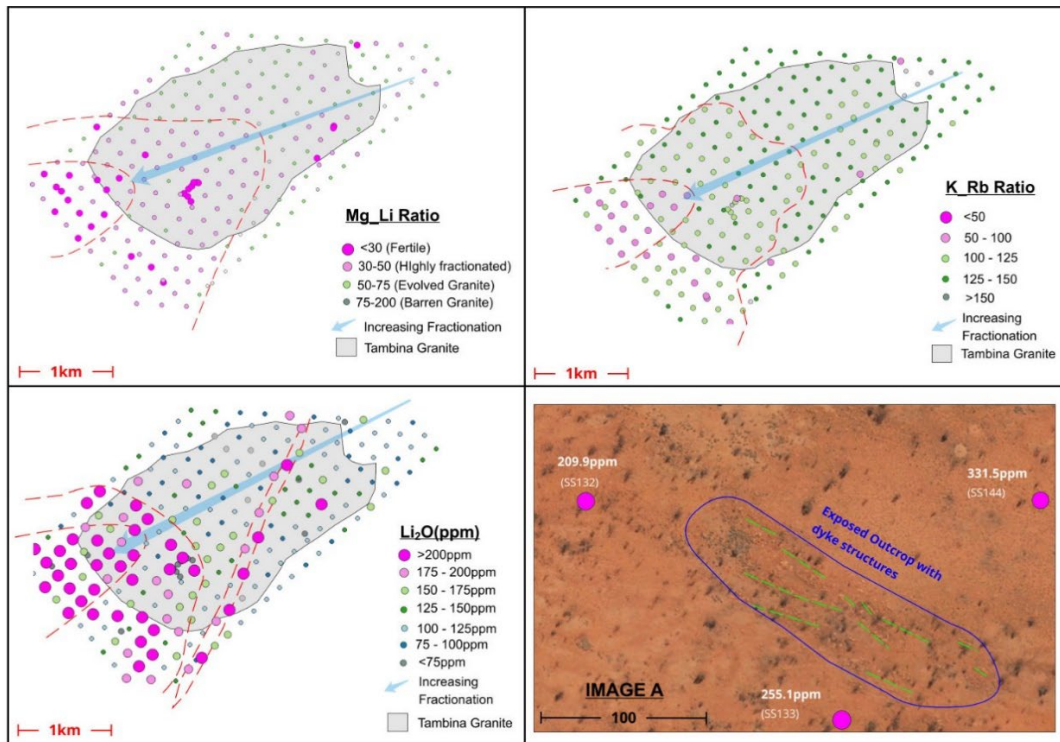 Mg_Li Ratio
<30 (Fertile)
30-50 (HIghly fractionated)
50-75 (Evolved Granite)
75-200 (Barren Granite)
Increasing Fractionation
Tambina Granite
1km
K_Rb Ratio
<50
50 - 100
100 - 125
125 - 150
>150
Increasing
Fractionation
Tambina Granite
1km
Li₂O(ppm)
>200ppm
175 - 200ppm
150 - 175ppm
125 - 150ppm
100 - 125ppm
75 - 100ppm
<75ppm
Increasing
Fractionation
Tambina Granite
1km
209.9ppm
(SS132)
331.5ppm
(SS144)
Exposed Outcrop with
dyke structures
255.1ppm
(SS133)
IMAGE A
100